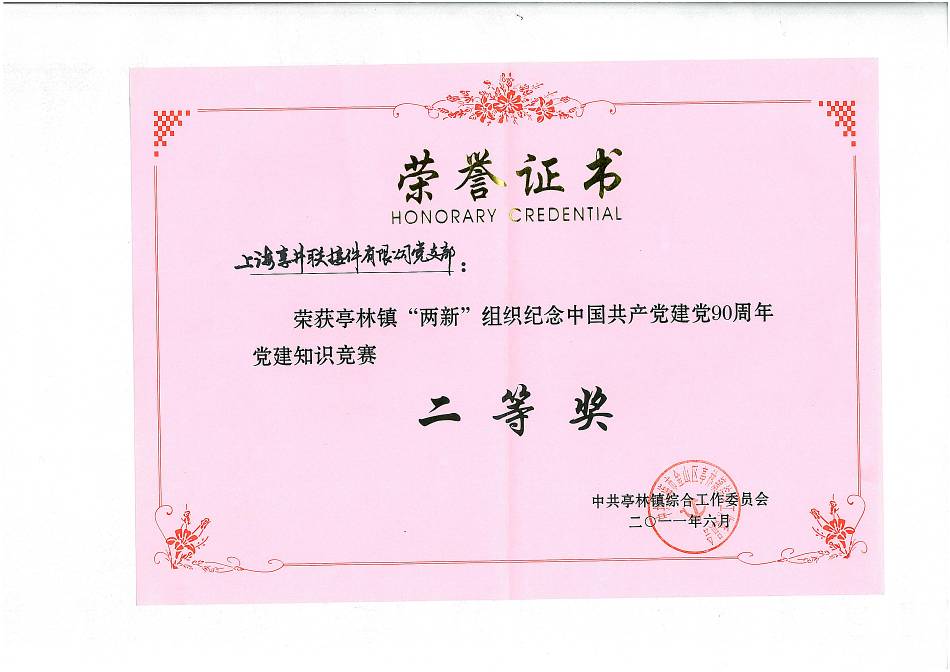 荣誉证书
HONORARY CREDENTIAL
上海享井联接件有限公司党支部：
荣获亭林镇“两新”组织纪念中国共产党建党90周年
党建知识竞赛
二等奖
中共亭林镇综合工作委员会
二〇一一年六月